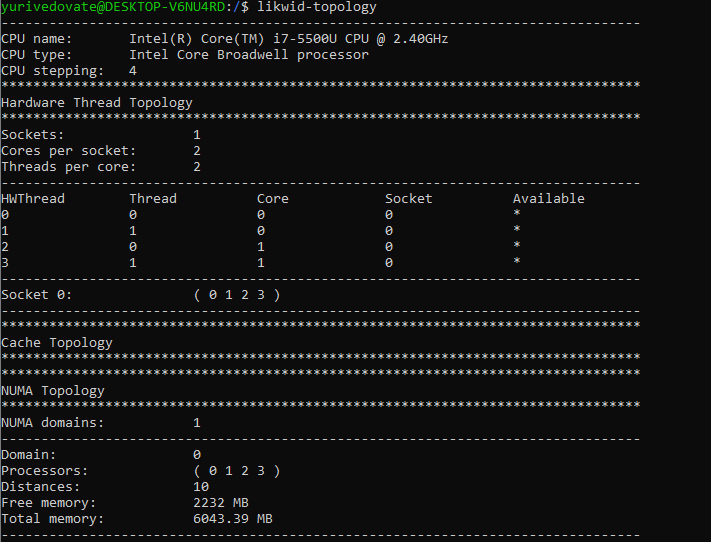 yurivedovate@DESKTOP-V6NU4RD:/$ likwid-topology
--------------------------------------------------------------------------------
CPU name:       Intel(R) Core(TM) i7-5500U CPU @ 2.40GHz
CPU type:       Intel Core Broadwell processor
CPU stepping:   4
********************************************************************************
Hardware Thread Topology
********************************************************************************
Sockets:                1
Cores per socket:       2
Threads per core:       2
--------------------------------------------------------------------------------
HWThread        Thread          Core            Socket          Available
0               0               0               0               *
1               1               0               0               *
2               0               1               0               *
3               1               1               0               *
--------------------------------------------------------------------------------
Socket 0:               ( 0 1 2 3 )
--------------------------------------------------------------------------------
********************************************************************************
Cache Topology
********************************************************************************
********************************************************************************
NUMA Topology
********************************************************************************
NUMA domains:           1
--------------------------------------------------------------------------------
Domain:                 0
Processors:             ( 0 1 2 3 )
Distances:              10
Free memory:            2232 MB
Total memory:           6043.39 MB
--------------------------------------------------------------------------------